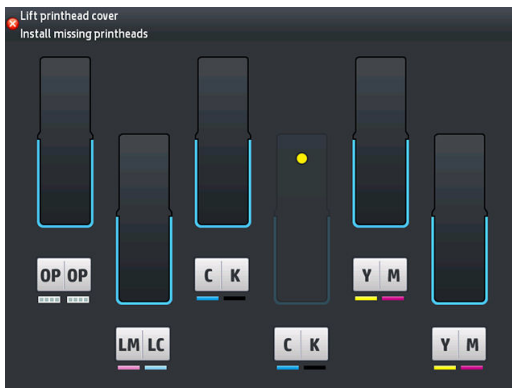 Lift printhead cover
Install missing printheads
OP OP
C K
Y M
LM LC
C K
Y M